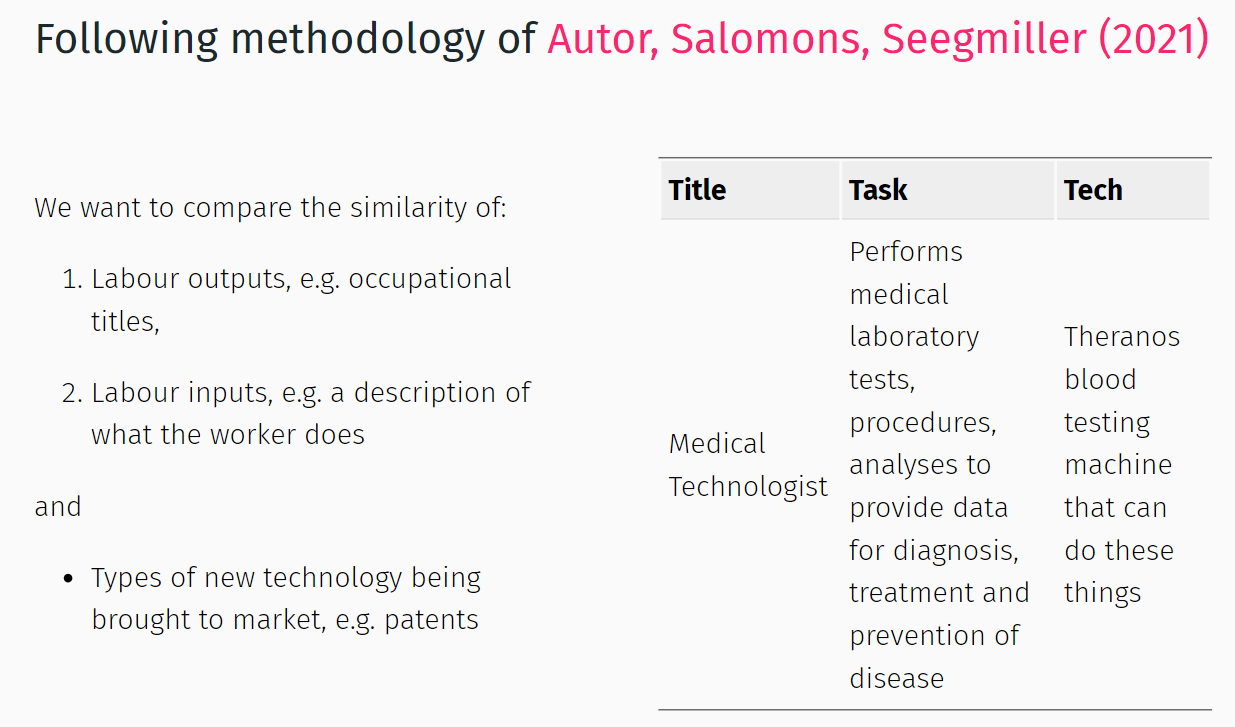 Following methodology of Autor, Salomons, Seegmiller (2021)
We want to compare the similarity of:
1. Labour outputs, e.g. occupational
titles,
2. Labour inputs, e.g. a description of
what the worker does
and
• Types of new technology being
brought to market, e.g. patents
Title Task Tech
Medical
Technologist
Performs
medical
laboratory
tests,
procedures,
analyses to
provide data
for diagnosis,
treatment and
prevention of
disease
Theranos
blood
testing
machine
that can
do these
things